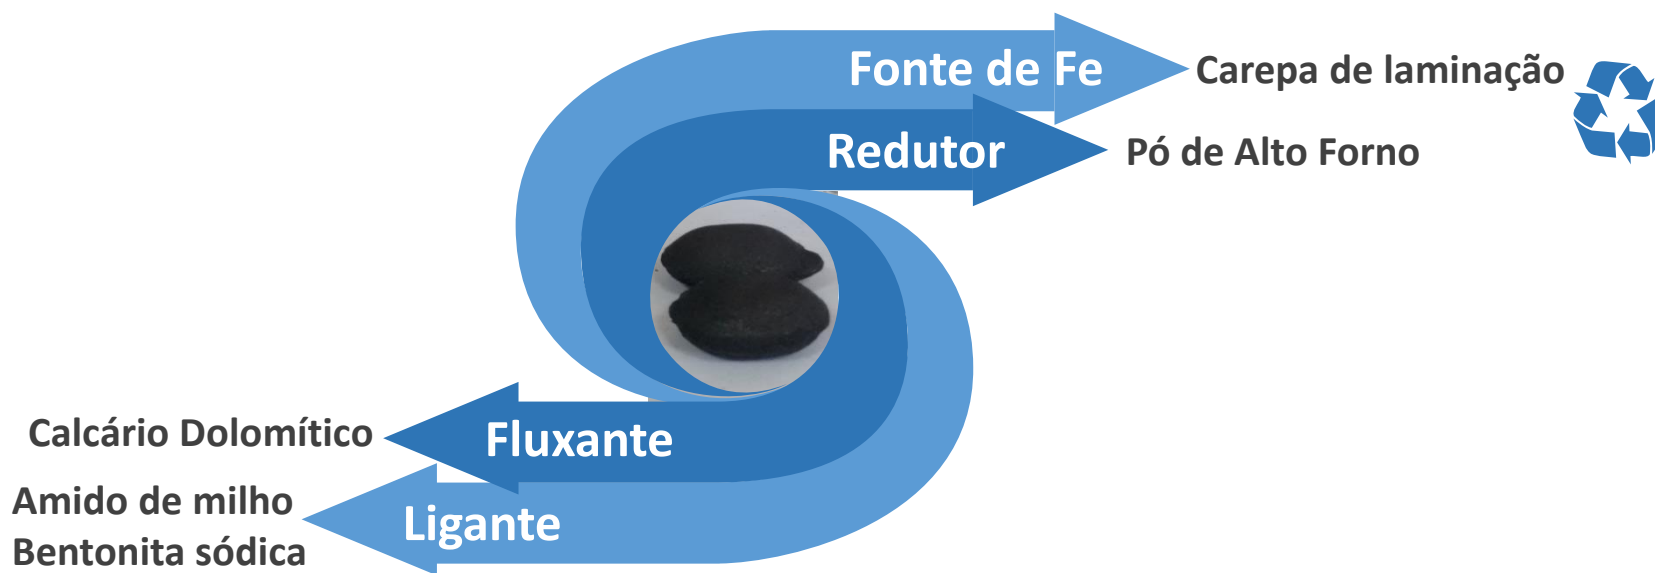 Fonte de Fe
Carepa de laminação
Redutor
Pó de Alto Forno
Calcário Dolomítico
Fluxante
Amido de milho
Ligante
Bentonita sódica